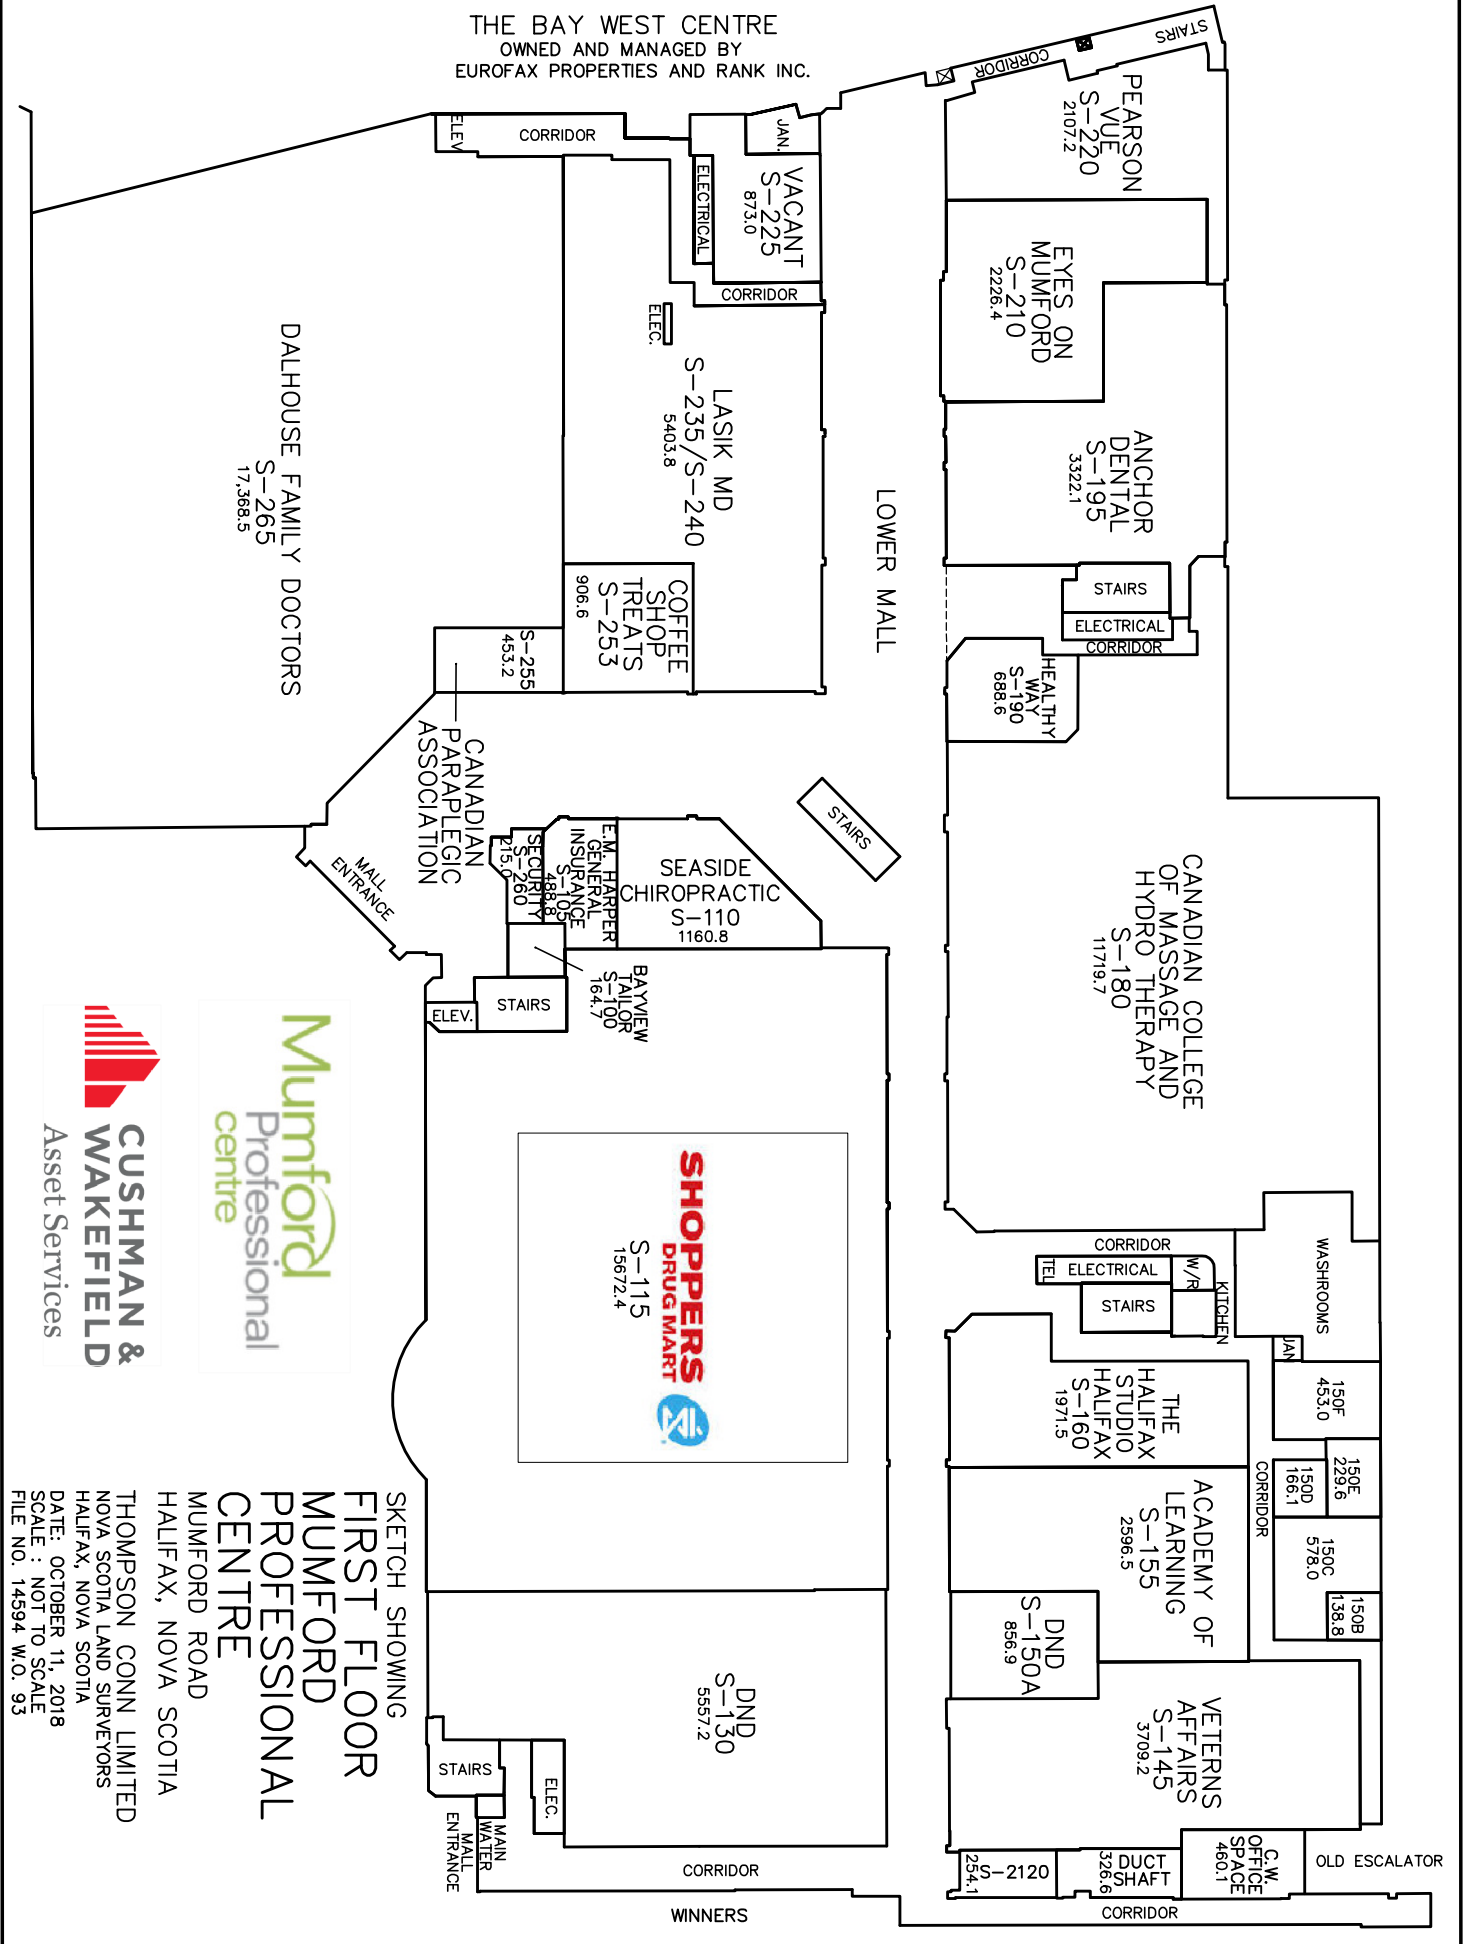 THE BAY WEST CENTRE
OWNED AND MANAGED BY
EUROFAX PROPERTIES AND RANK INC.
STAIRS
CORRIDOR
PEARSON
VUE
S-220
2107.2
EYES ON
MUMFORD
S-210
2226.4
ANCHOR
DENTAL
S-195
3322.1
STAIRS
ELECTRICAL
CORRIDOR
HEALTHY
WAY
S-190
688.6
CANADIAN COLLEGE
OF MASSAGE AND
HYDRO THERAPY
S-180
11719.7
WASHROOMS
CORRIDOR
ELECTRICAL
TEL
W/R
KITCHEN
STAIRS
JAN
150F
453.0
150E
229.6
150D
166.1
150C
578.0
150B
138.8
CORRIDOR
THE
HALIFAX
STUDIO
HALIFAX
S-160
1971.5
ACADEMY OF
LEARNING
S-155
2596.5
DND
S-150A
856.9
VETERNS
AFFAIRS
S-145
3709.2
OLD ESCALATOR
C.W.
OFFICE
SPACE
460.1
DUCT
SHAFT
326.6
S-2120
254.1
CORRIDOR
LOWER MALL
JAN.
VACANT
S-225
873.0
ELECTRICAL
CORRIDOR
ELEV
CORRIDOR
ELEC.
LASIK MD
S-235/S-240
5403.8
COFFEE
SHOP
TREATS
S-253
906.6
S-255
453.2
CANADIAN
PARAPLEGIC
ASSOCIATION
DALHOUSE FAMILY DOCTORS
S-265
17,368.5
MALL
ENTRANCE
STAIRS
SEASIDE
CHIROPRACTIC
S-110
1160.8
E.M. HARPER
GENERAL
INSURANCE
S-105
488.8
SECURITY
S-260
215.0
BAYVIEW
TAILOR
S-100
164.7
STAIRS
ELEV.
SHOPPERS
DRUG MART
S-115
15672.4
DND
S-130
5557.2
ELEC.
STAIRS
MAIN
WATER
MALL
ENTRANCE
CORRIDOR
WINNERS
Mumford
Professional
centre
CUSHMAN &
WAKEFIELD
Asset Services
SKETCH SHOWING
FIRST FLOOR
MUMFORD
PROFESSIONAL
CENTRE
MUMFORD ROAD
HALIFAX, NOVA SCOTIA
THOMPSON CONN LIMITED
NOVA SCOTIA LAND SURVEYORS
HALIFAX, NOVA SCOTIA
DATE: OCTOBER 11, 2018
SCALE : NOT TO SCALE
FILE NO. 14594 W.O. 93